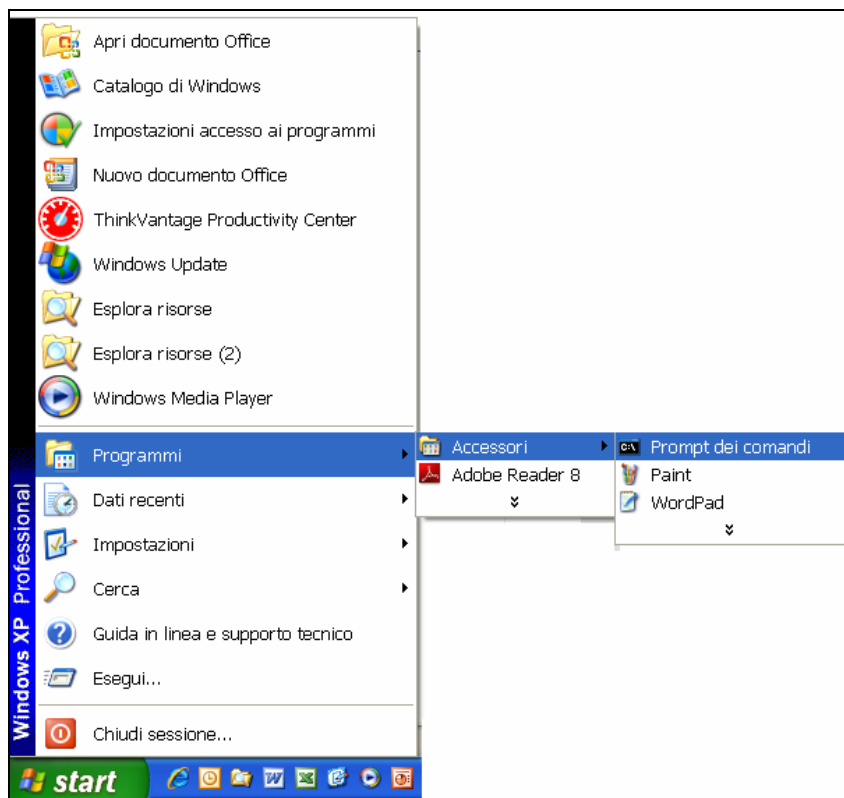 Apri documento Office
Catalogo di Windows
Impostazioni accesso ai programmi
Nuovo documento Office
ThinkVantage Productivity Center
Windows Update
Esplora risorse
Esplora risorse (2)
Windows Media Player
Programmi
Accessori
Prompt dei comandi
Adobe Reader 8
Paint
WordPad
Dati recenti
Impostazioni
Cerca
Guida in linea e supporto tecnico
Esegui...
Chiudi sessione...
Windows XP Professional
start